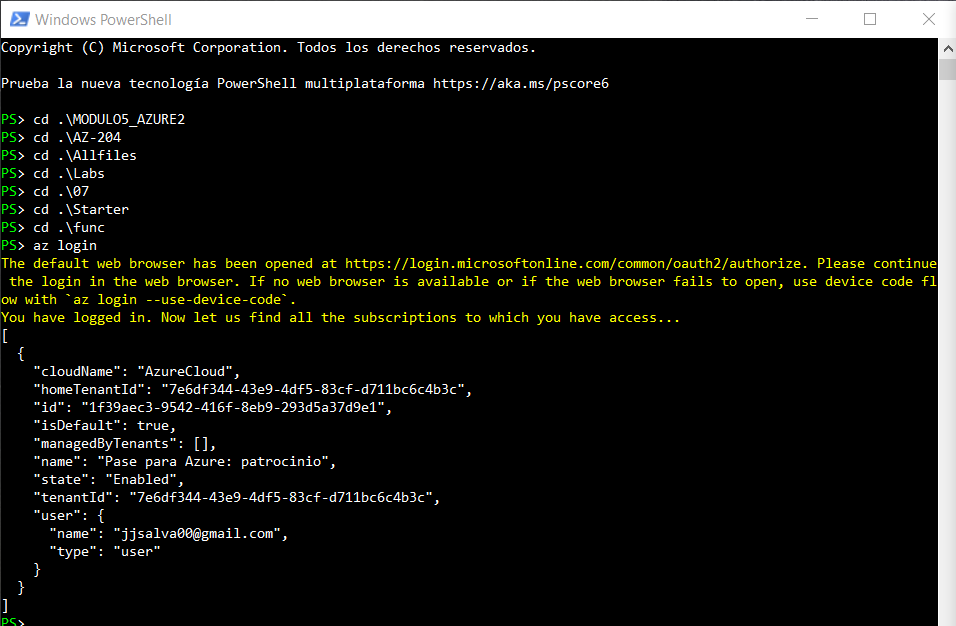 Windows PowerShell
Copyright (C) Microsoft Corporation. Todos los derechos reservados.
Prueba la nueva tecnología PowerShell multiplataforma https://aka.ms/pscore6
PS> cd .\MODULO5_AZURE2
PS> cd .\AZ-204
PS> cd .\Allfiles
PS> cd .\Labs
PS> cd .\07
PS> cd .\Starter
PS> cd .\func
PS> az login
The default web browser has been opened at https://login.microsoftonline.com/common/oauth2/authorize. Please continue
 the login in the web browser. If no web browser is available or if the web browser fails to open, use device code fl
ow with `az login --use-device-code`.
You have logged in. Now let us find all the subscriptions to which you have access...
[
  {
    "cloudName": "AzureCloud",
    "homeTenantId": "7e6df344-43e9-4df5-83cf-d711bc6c4b3c",
    "id": "1f39aec3-9542-416f-8eb9-293d5a37d9e1",
    "isDefault": true,
    "managedByTenants": [],
    "name": "Pase para Azure: patrocinio",
    "state": "Enabled",
    "tenantId": "7e6df344-43e9-4df5-83cf-d711bc6c4b3c",
    "user": {
      "name": "jjsalva00@gmail.com",
      "type": "user"
    }
  }
]
PS>